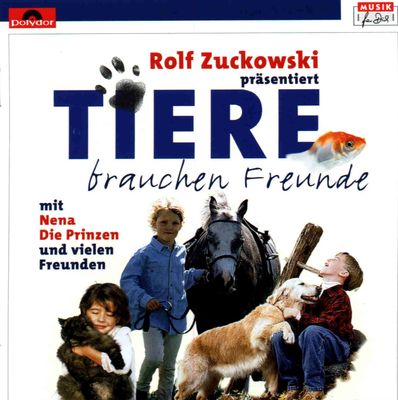 Polydor
MUSIK
für Dich
Rolf Zuckowski
präsentiert
TIERE
brauchen Freunde
mit
Nena
Die Prinzen
und vielen
Freunden